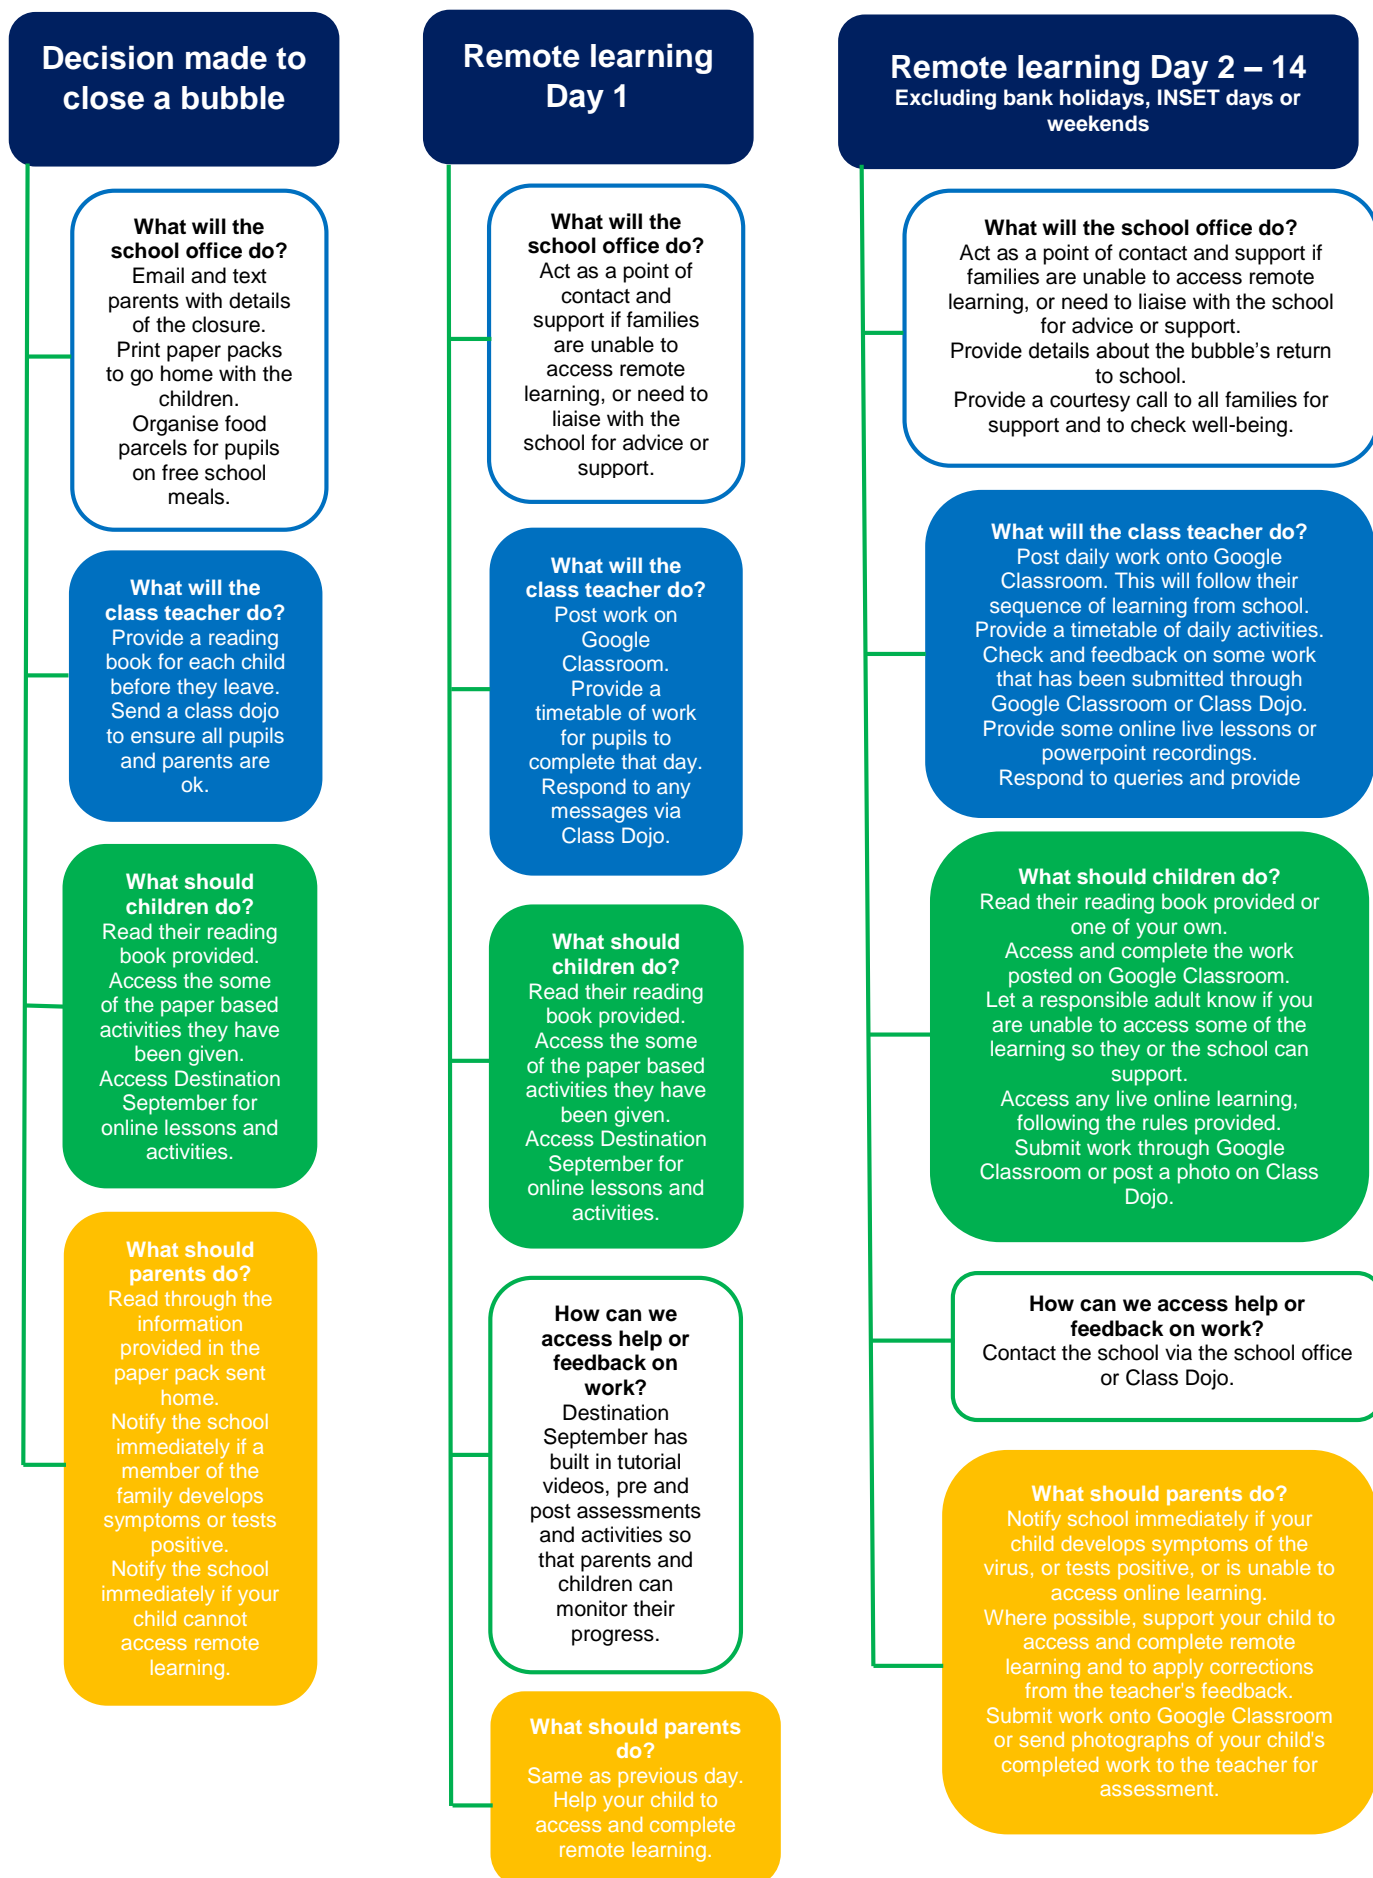 Decision made to
close a bubble
What will the
school office do?
Email and text
parents with details
of the closure.
Print paper packs
to go home with the
children.
Organise food
parcels for pupils
on free school
meals.
What will the
class teacher do?
Provide a reading
book for each child
before they leave.
Send a class dojo
to ensure all pupils
and parents are
ok.
What should
children do?
Read their reading
book provided.
Access the some
of the paper based
activities they have
been given.
Access Destination
September for
online lessons and
activities.
What should
parents do?
Read through the
information
provided in the
paper pack sent
home.
Notify the school
immediately if a
member of the
family develops
symptoms or tests
positive.
Notify the school
immediately if your
child cannot
access remote
learning.
Remote learning
Day 1
What will the
school office do?
Act as a point of
contact and
support if families
are unable to
access remote
learning, or need to
liaise with the
school for advice or
support.
What will the
class teacher do?
Post work on
Google
Classroom.
Provide a
timetable of work
for pupils to
complete that day.
Respond to any
messages via
Class Dojo.
What should
children do?
Read their reading
book provided.
Access the some
of the paper based
activities they have
been given.
Access Destination
September for
online lessons and
activities.
How can we
access help or
feedback on
work?
Destination
September has
built in tutorial
videos, pre and
post assessments
and activities so
that parents and
children can
monitor their
progress.
What should parents
do?
Same as previous day.
Help your child to
access and complete
remote learning.
Remote learning Day 2 – 14
Excluding bank holidays, INSET days or
weekends
What will the school office do?
Act as a point of contact and support if
families are unable to access remote
learning, or need to liaise with the school
for advice or support.
Provide details about the bubble's return
to school.
Provide a courtesy call to all families for
support and to check well-being.
What will the class teacher do?
Post daily work onto Google
Classroom. This will follow their
sequence of learning from school.
Provide a timetable of daily activities.
Check and feedback on some work
that has been submitted through
Google Classroom or Class Dojo.
Provide some online live lessons or
powerpoint recordings.
Respond to queries and provide
What should children do?
Read their reading book provided or
one of your own.
Access and complete the work
posted on Google Classroom.
Let a responsible adult know if you
are unable to access some of the
learning so they or the school can
support.
Access any live online learning,
following the rules provided.
Submit work through Google
Classroom or post a photo on Class
Dojo.
How can we access help or
feedback on work?
Contact the school via the school office
or Class Dojo.
What should parents do?
Notify school immediately if your
child develops symptoms of the
virus, or tests positive, or is unable to
access online learning.
Where possible, support your child to
access and complete remote
learning and to apply corrections
from the teacher's feedback.
Submit work onto Google Classroom
or send photographs of your child's
completed work to the teacher for
assessment.